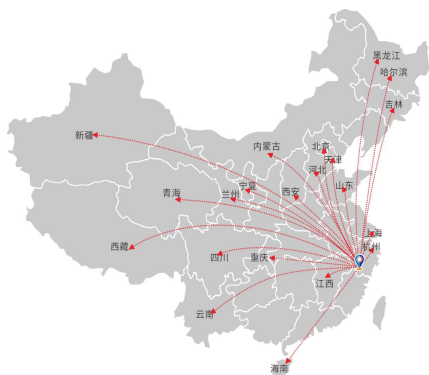 黑龙江
哈尔滨
吉林
新疆
内蒙古
北京
天津
河北
宁夏
山东
青海
兰州
西安
上海
杭州
西藏
四川
重庆
江西
云南
海南